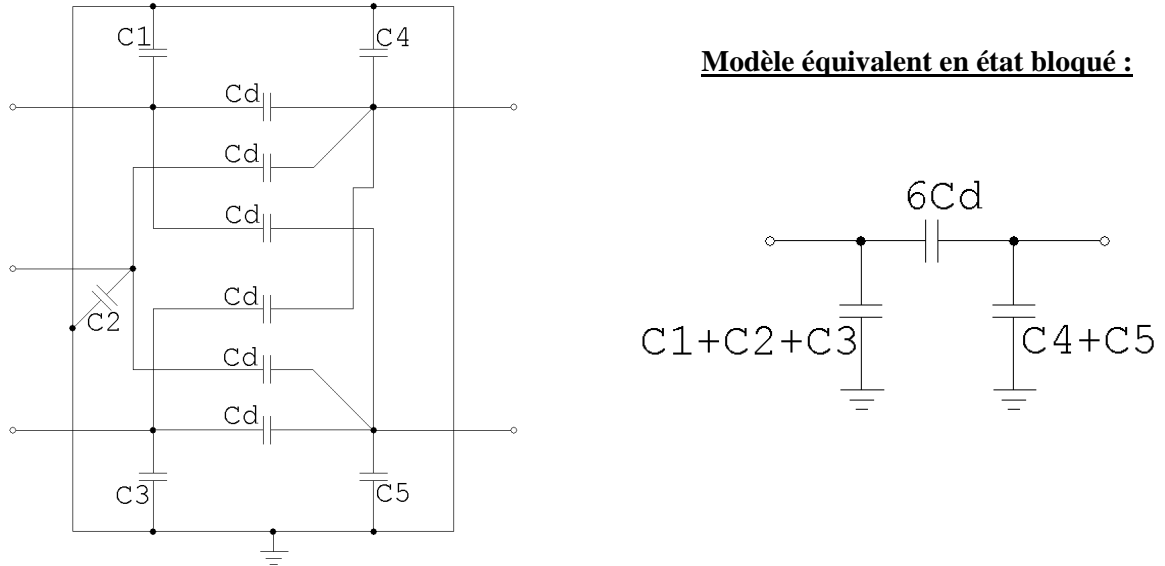 C1
C4
Modèle équivalent en état bloqué :
Cd
Cd
6Cd
Cd
Cd
C2
C1+C2+C3
C4+C5
Cd
Cd
C3
C5